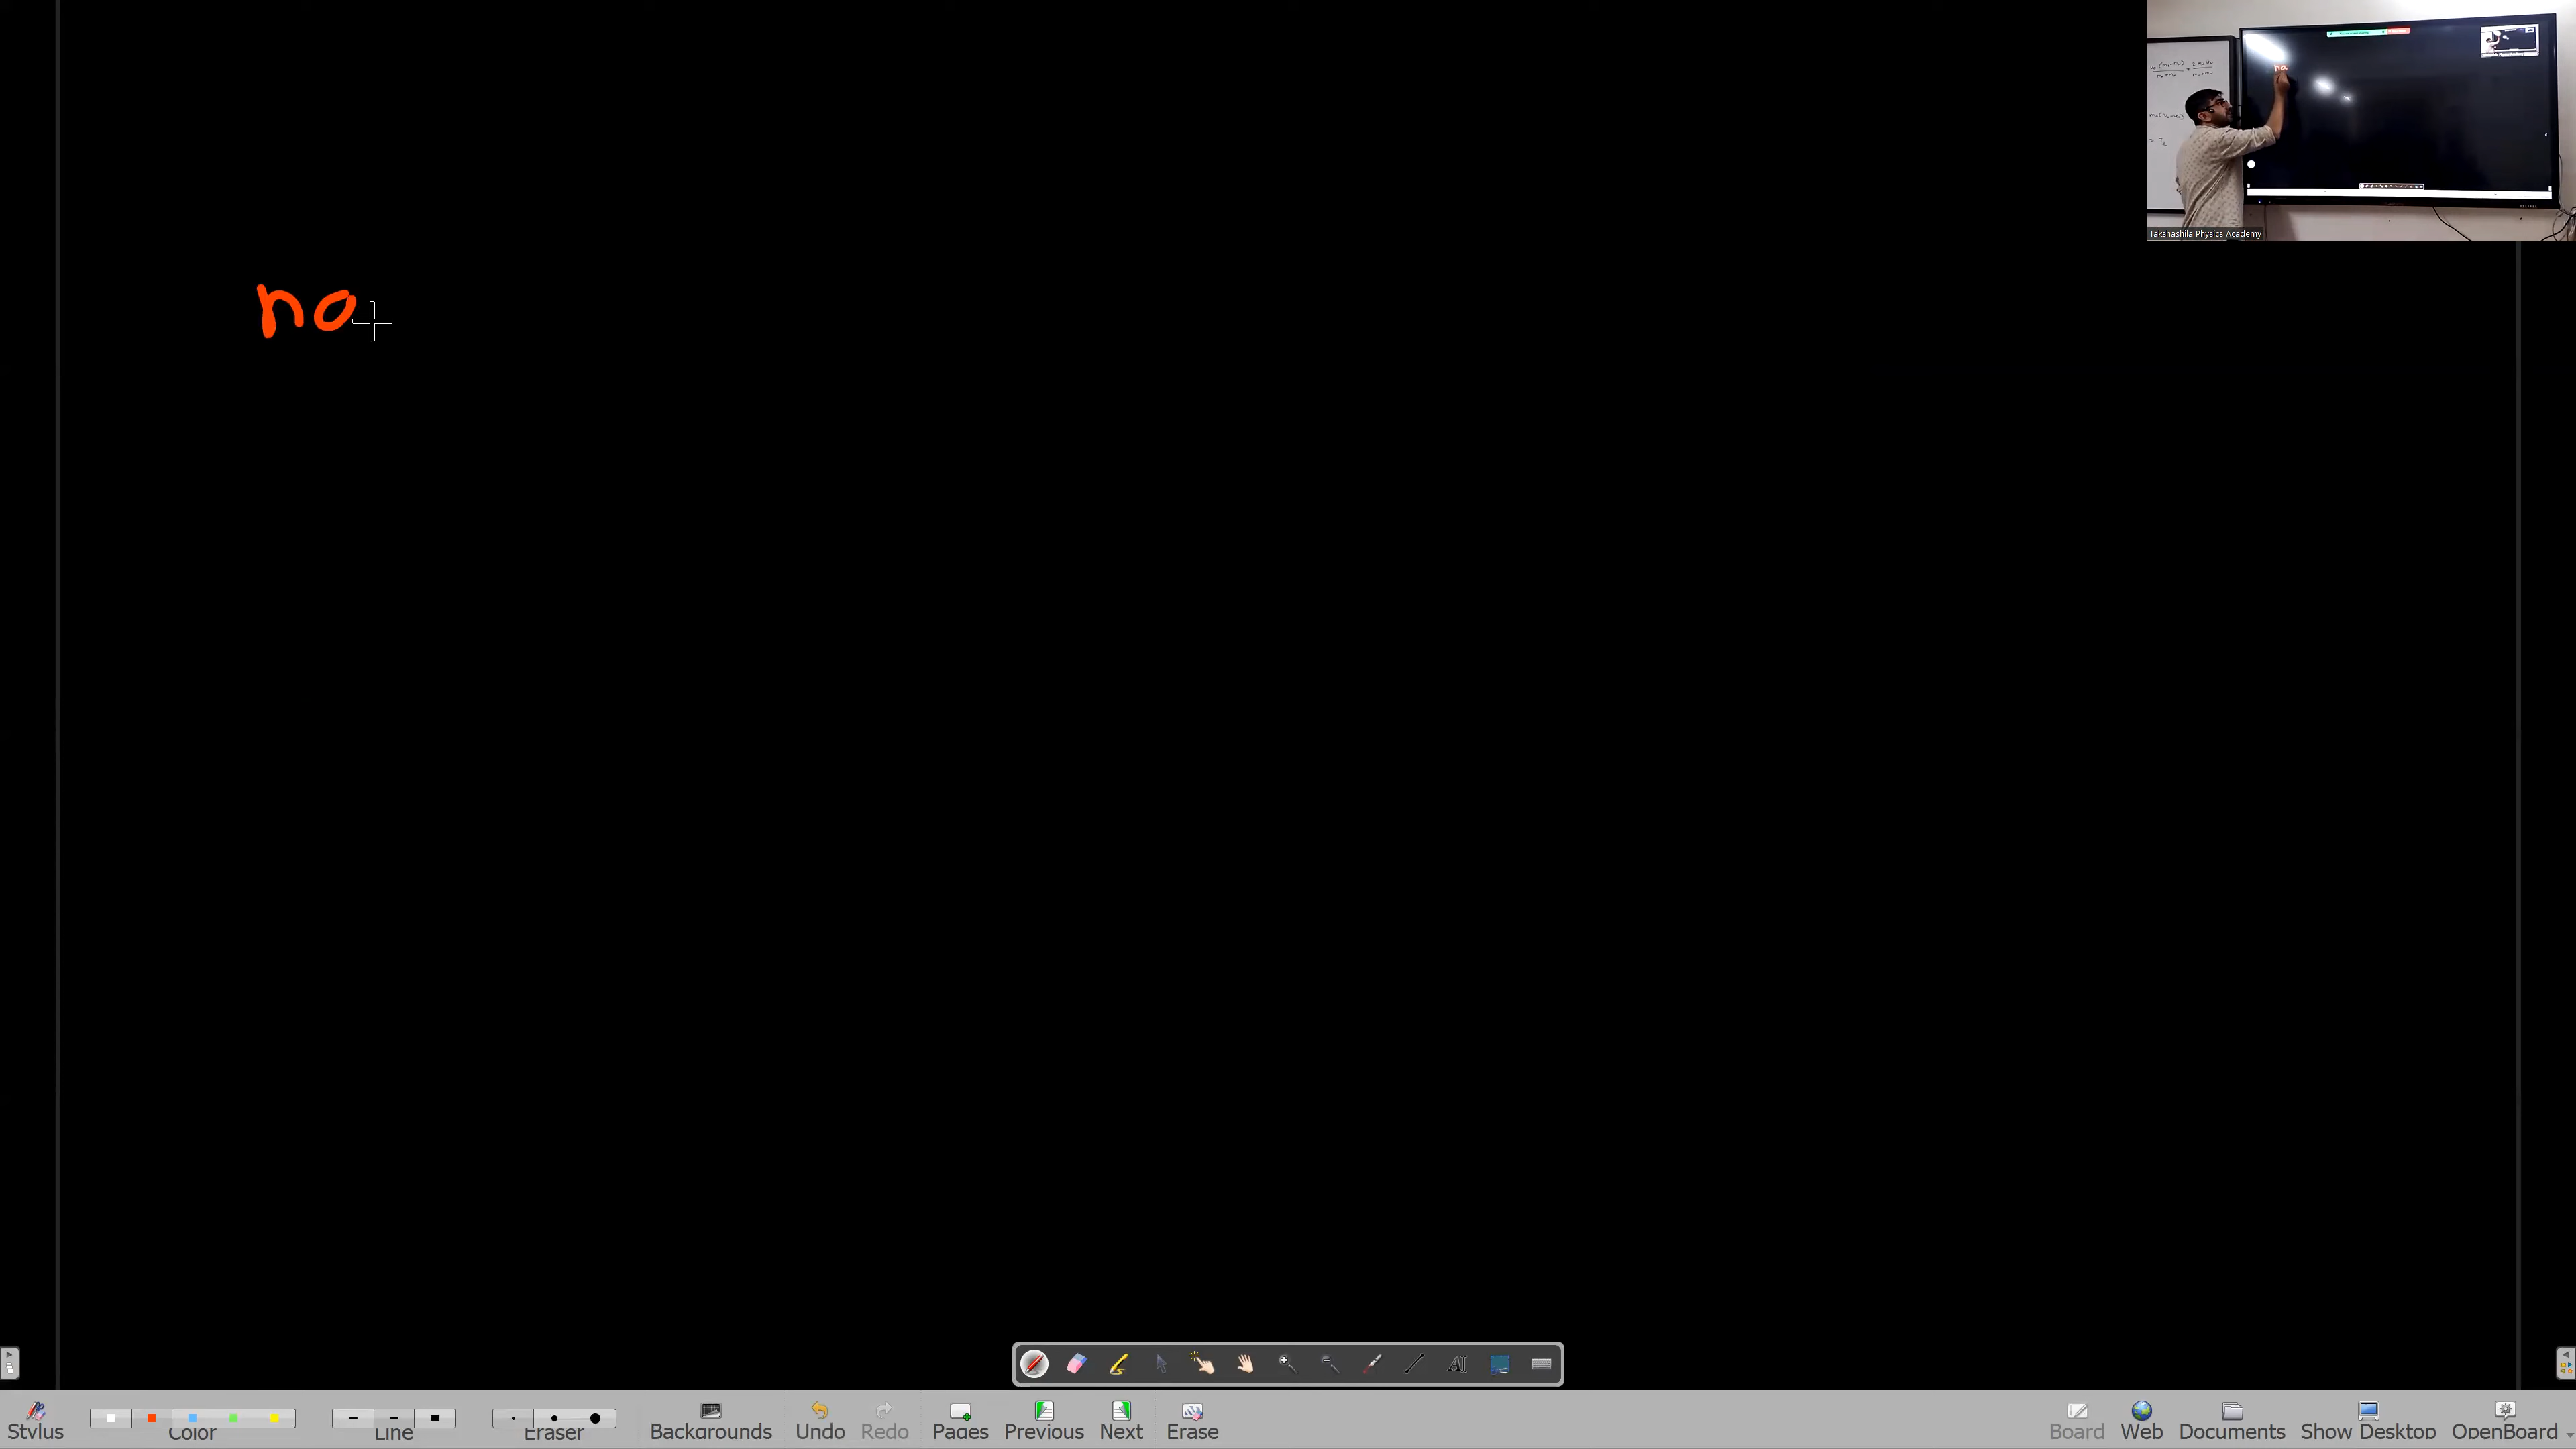 na
Takshashila Physics Academy
Stylus Color Line Eraser Backgrounds Undo Redo Pages Previous Next Erase Board Web Documents Show Desktop OpenBoard